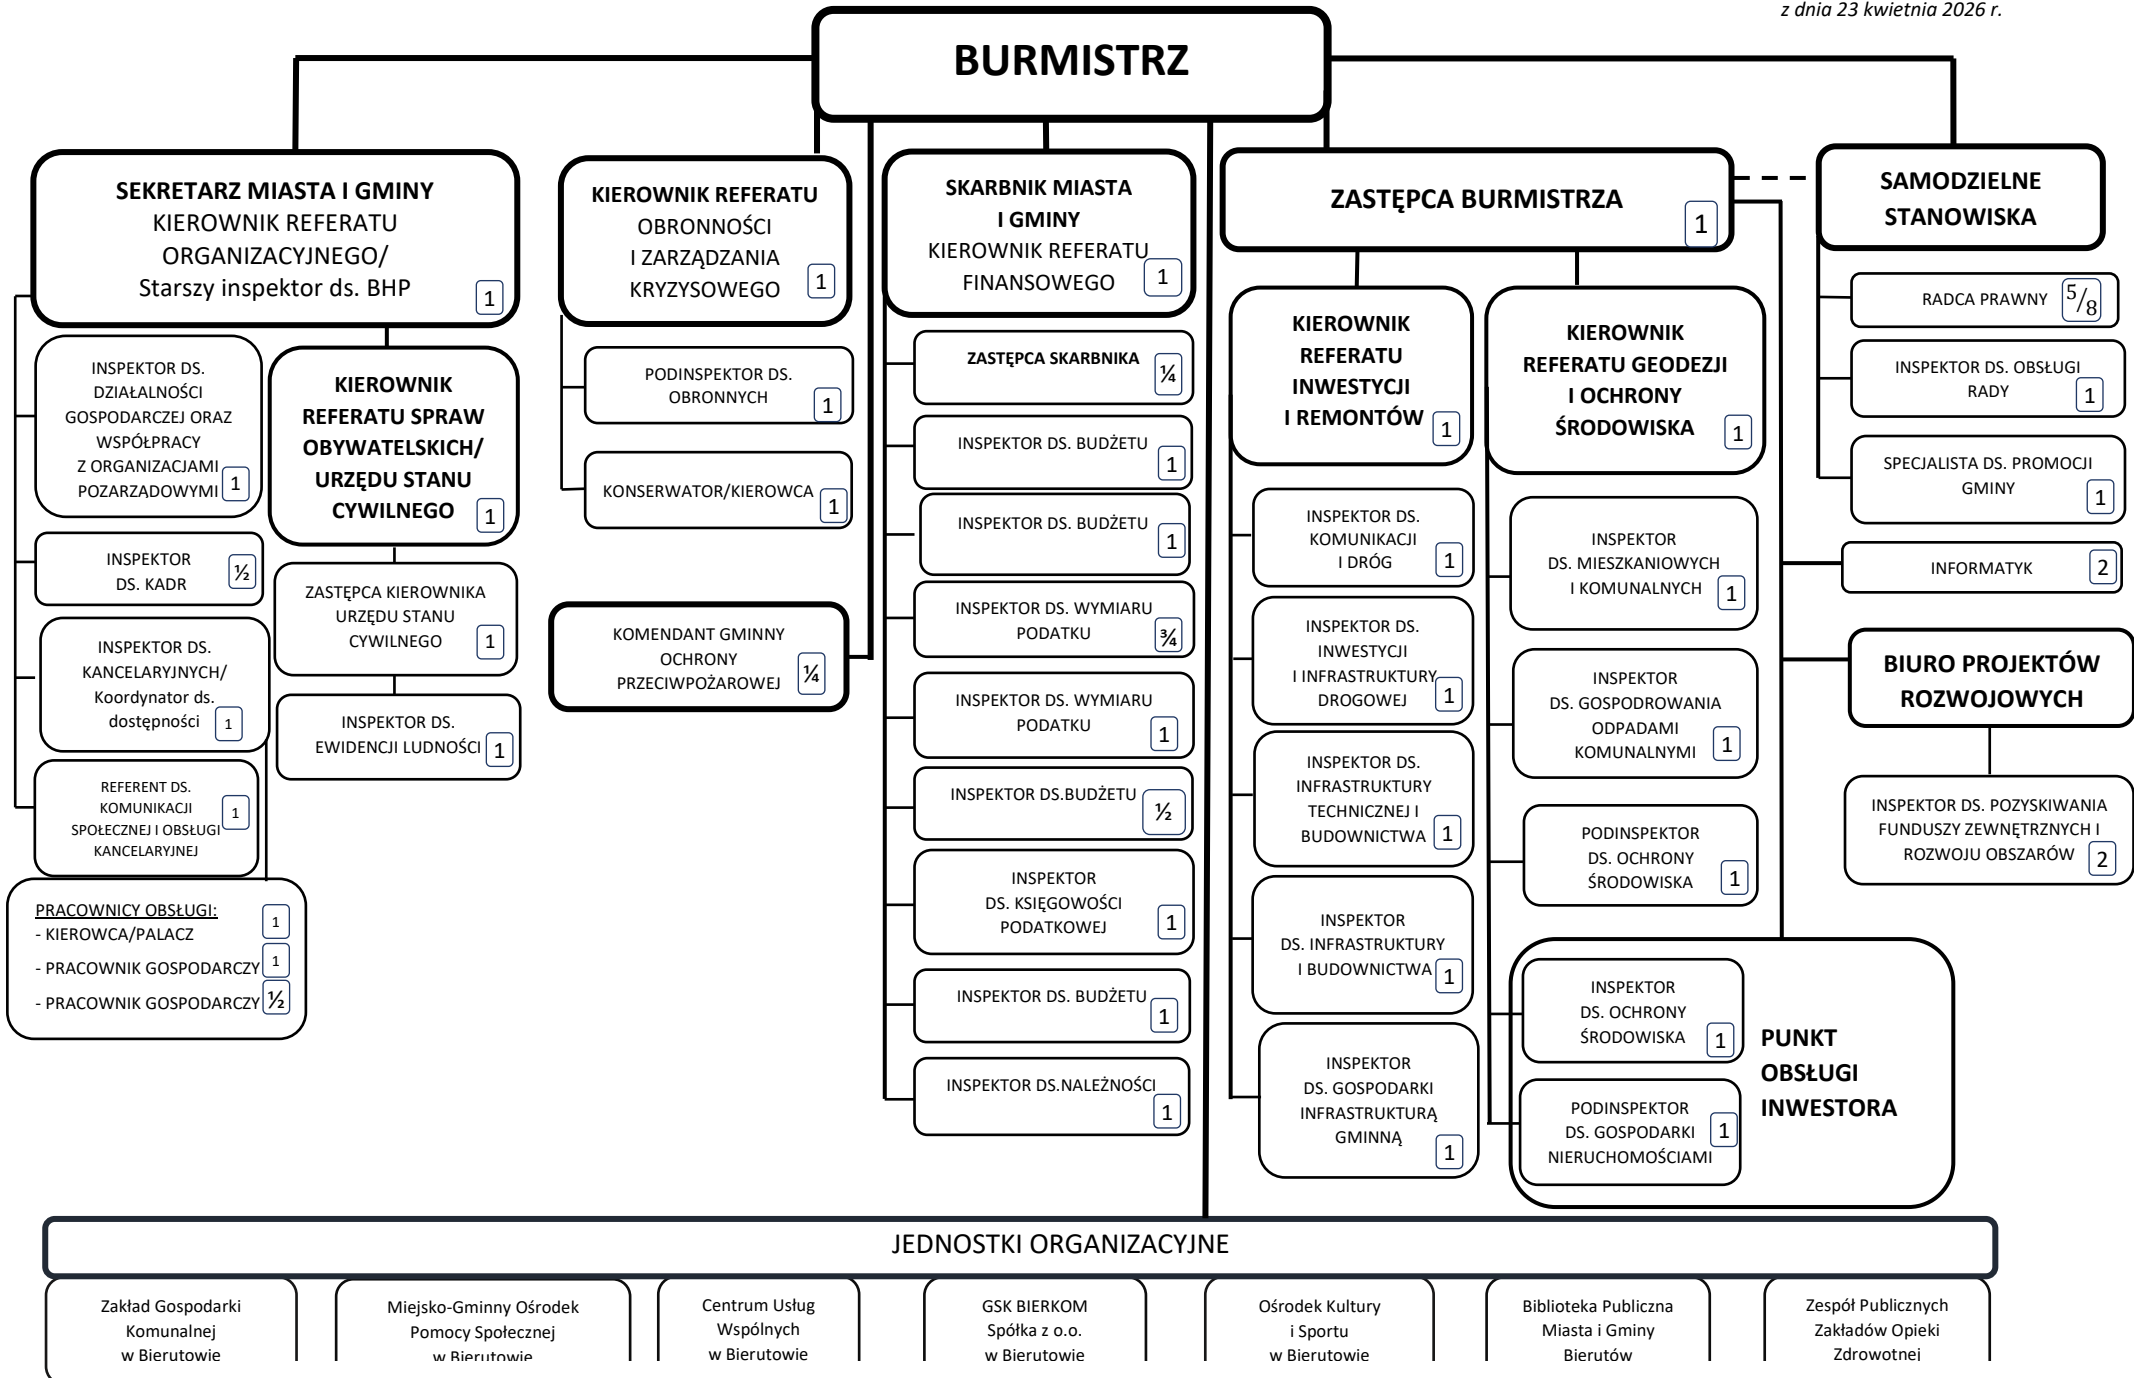 z dnia 23 kwietnia 2026 r.
BURMISTRZ
SEKRETARZ MIASTA I GMINY
KIEROWNIK REFERATU
ORGANIZACYJNEGO/
Starszy inspektor ds. BHP
1
INSPEKTOR DS.
DZIAŁALNOŚCI
GOSPODARCZEJ ORAZ
WSPÓŁPRACY
Z ORGANIZACJAMI
POZARZĄDOWYMI
1
INSPEKTOR
DS. KADR
½
INSPEKTOR DS.
KANCELARYJNYCH/
Koordynator ds.
dostępności
1
REFERENT DS.
KOMUNIKACJI
SPOŁECZNEJ I OBSŁUGI
KANCELARYJNEJ
1
PRACOWNICY OBSŁUGI:
- KIEROWCA/PALACZ
1
- PRACOWNIK GOSPODARCZY
1
- PRACOWNIK GOSPODARCZY
½
KIEROWNIK
REFERATU SPRAW
OBYWATELSKICH/
URZĘDU STANU
CYWILNEGO
1
ZASTĘPCA KIEROWNIKA
URZĘDU STANU
CYWILNEGO
1
INSPEKTOR DS.
EWIDENCJI LUDNOŚCI
1
KIEROWNIK REFERATU
OBRONNOŚCI
I ZARZĄDZANIA
KRYZYSOWEGO
1
PODINSPEKTOR DS.
OBRONNYCH
1
KONSERWATOR/KIEROWCA
1
KOMENDANT GMINNY
OCHRONY
PRZECIWPOŻAROWEJ
¼
SKARBNIK MIASTA
I GMINY
KIEROWNIK REFERATU
FINANSOWEGO
1
ZASTĘPCA SKARBNIKA
¼
INSPEKTOR DS. BUDŻETU
1
INSPEKTOR DS. BUDŻETU
1
INSPEKTOR DS. WYMIARU
PODATKU
¾
INSPEKTOR DS. WYMIARU
PODATKU
1
INSPEKTOR DS.BUDŻETU
½
INSPEKTOR
DS. KSIĘGOWOŚCI
PODATKOWEJ
1
INSPEKTOR DS. BUDŻETU
1
INSPEKTOR DS.NALEŻNOŚCI
1
ZASTĘPCA BURMISTRZA
1
KIEROWNIK
REFERATU
INWESTYCJI
I REMONTÓW
1
INSPEKTOR DS.
KOMUNIKACJI
I DRÓG
1
INSPEKTOR DS.
INWESTYCJI
I INFRASTRUKTURY
DROGOWEJ
1
INSPEKTOR DS.
INFRASTRUKTURY
TECHNICZNEJ I
BUDOWNICTWA
1
INSPEKTOR
DS. INFRASTRUKTURY
I BUDOWNICTWA
1
INSPEKTOR
DS. GOSPODARKI
INFRASTRUKTURĄ
GMINNĄ
1
KIEROWNIK
REFERATU GEODEZJI
I OCHRONY
ŚRODOWISKA
1
INSPEKTOR
DS. MIESZKANIOWYCH
I KOMUNALNYCH
1
INSPEKTOR
DS. GOSPODROWANIA
ODPADAMI
KOMUNALNYMI
1
PODINSPEKTOR
DS. OCHRONY
ŚRODOWISKA
1
INSPEKTOR
DS. OCHRONY
ŚRODOWISKA
1
PODINSPEKTOR
DS. GOSPODARKI
NIERUCHOMOŚCIAMI
1
PUNKT
OBSŁUGI
INWESTORA
SAMODZIELNE
STANOWISKA
RADCA PRAWNY
5/8
INSPEKTOR DS. OBSŁUGI
RADY
1
SPECJALISTA DS. PROMOCJI
GMINY
1
INFORMATYK
2
BIURO PROJEKTÓW
ROZWOJOWYCH
INSPEKTOR DS. POZYSKIWANIA
FUNDUSZY ZEWNĘTRZNYCH I
ROZWOJU OBSZARÓW
2
JEDNOSTKI ORGANIZACYJNE
Zakład Gospodarki
Komunalnej
w Bierutowie
Miejsko-Gminny Ośrodek
Pomocy Społecznej
w Bierutowie
Centrum Usług
Wspólnych
w Bierutowie
GSK BIERKOM
Spółka z o.o.
w Bierutowie
Ośrodek Kultury
i Sportu
w Bierutowie
Biblioteka Publiczna
Miasta i Gminy
Bierutów
Zespół Publicznych
Zakładów Opieki
Zdrowotnej